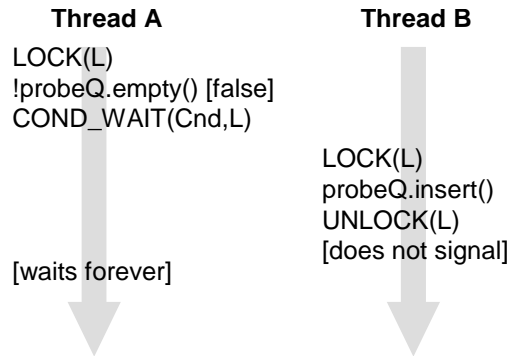 Thread A
LOCK(L)
!probeQ.empty() [false]
COND_WAIT(Cnd,L)
[waits forever]
Thread B
LOCK(L)
probeQ.insert()
UNLOCK(L)
[does not signal]